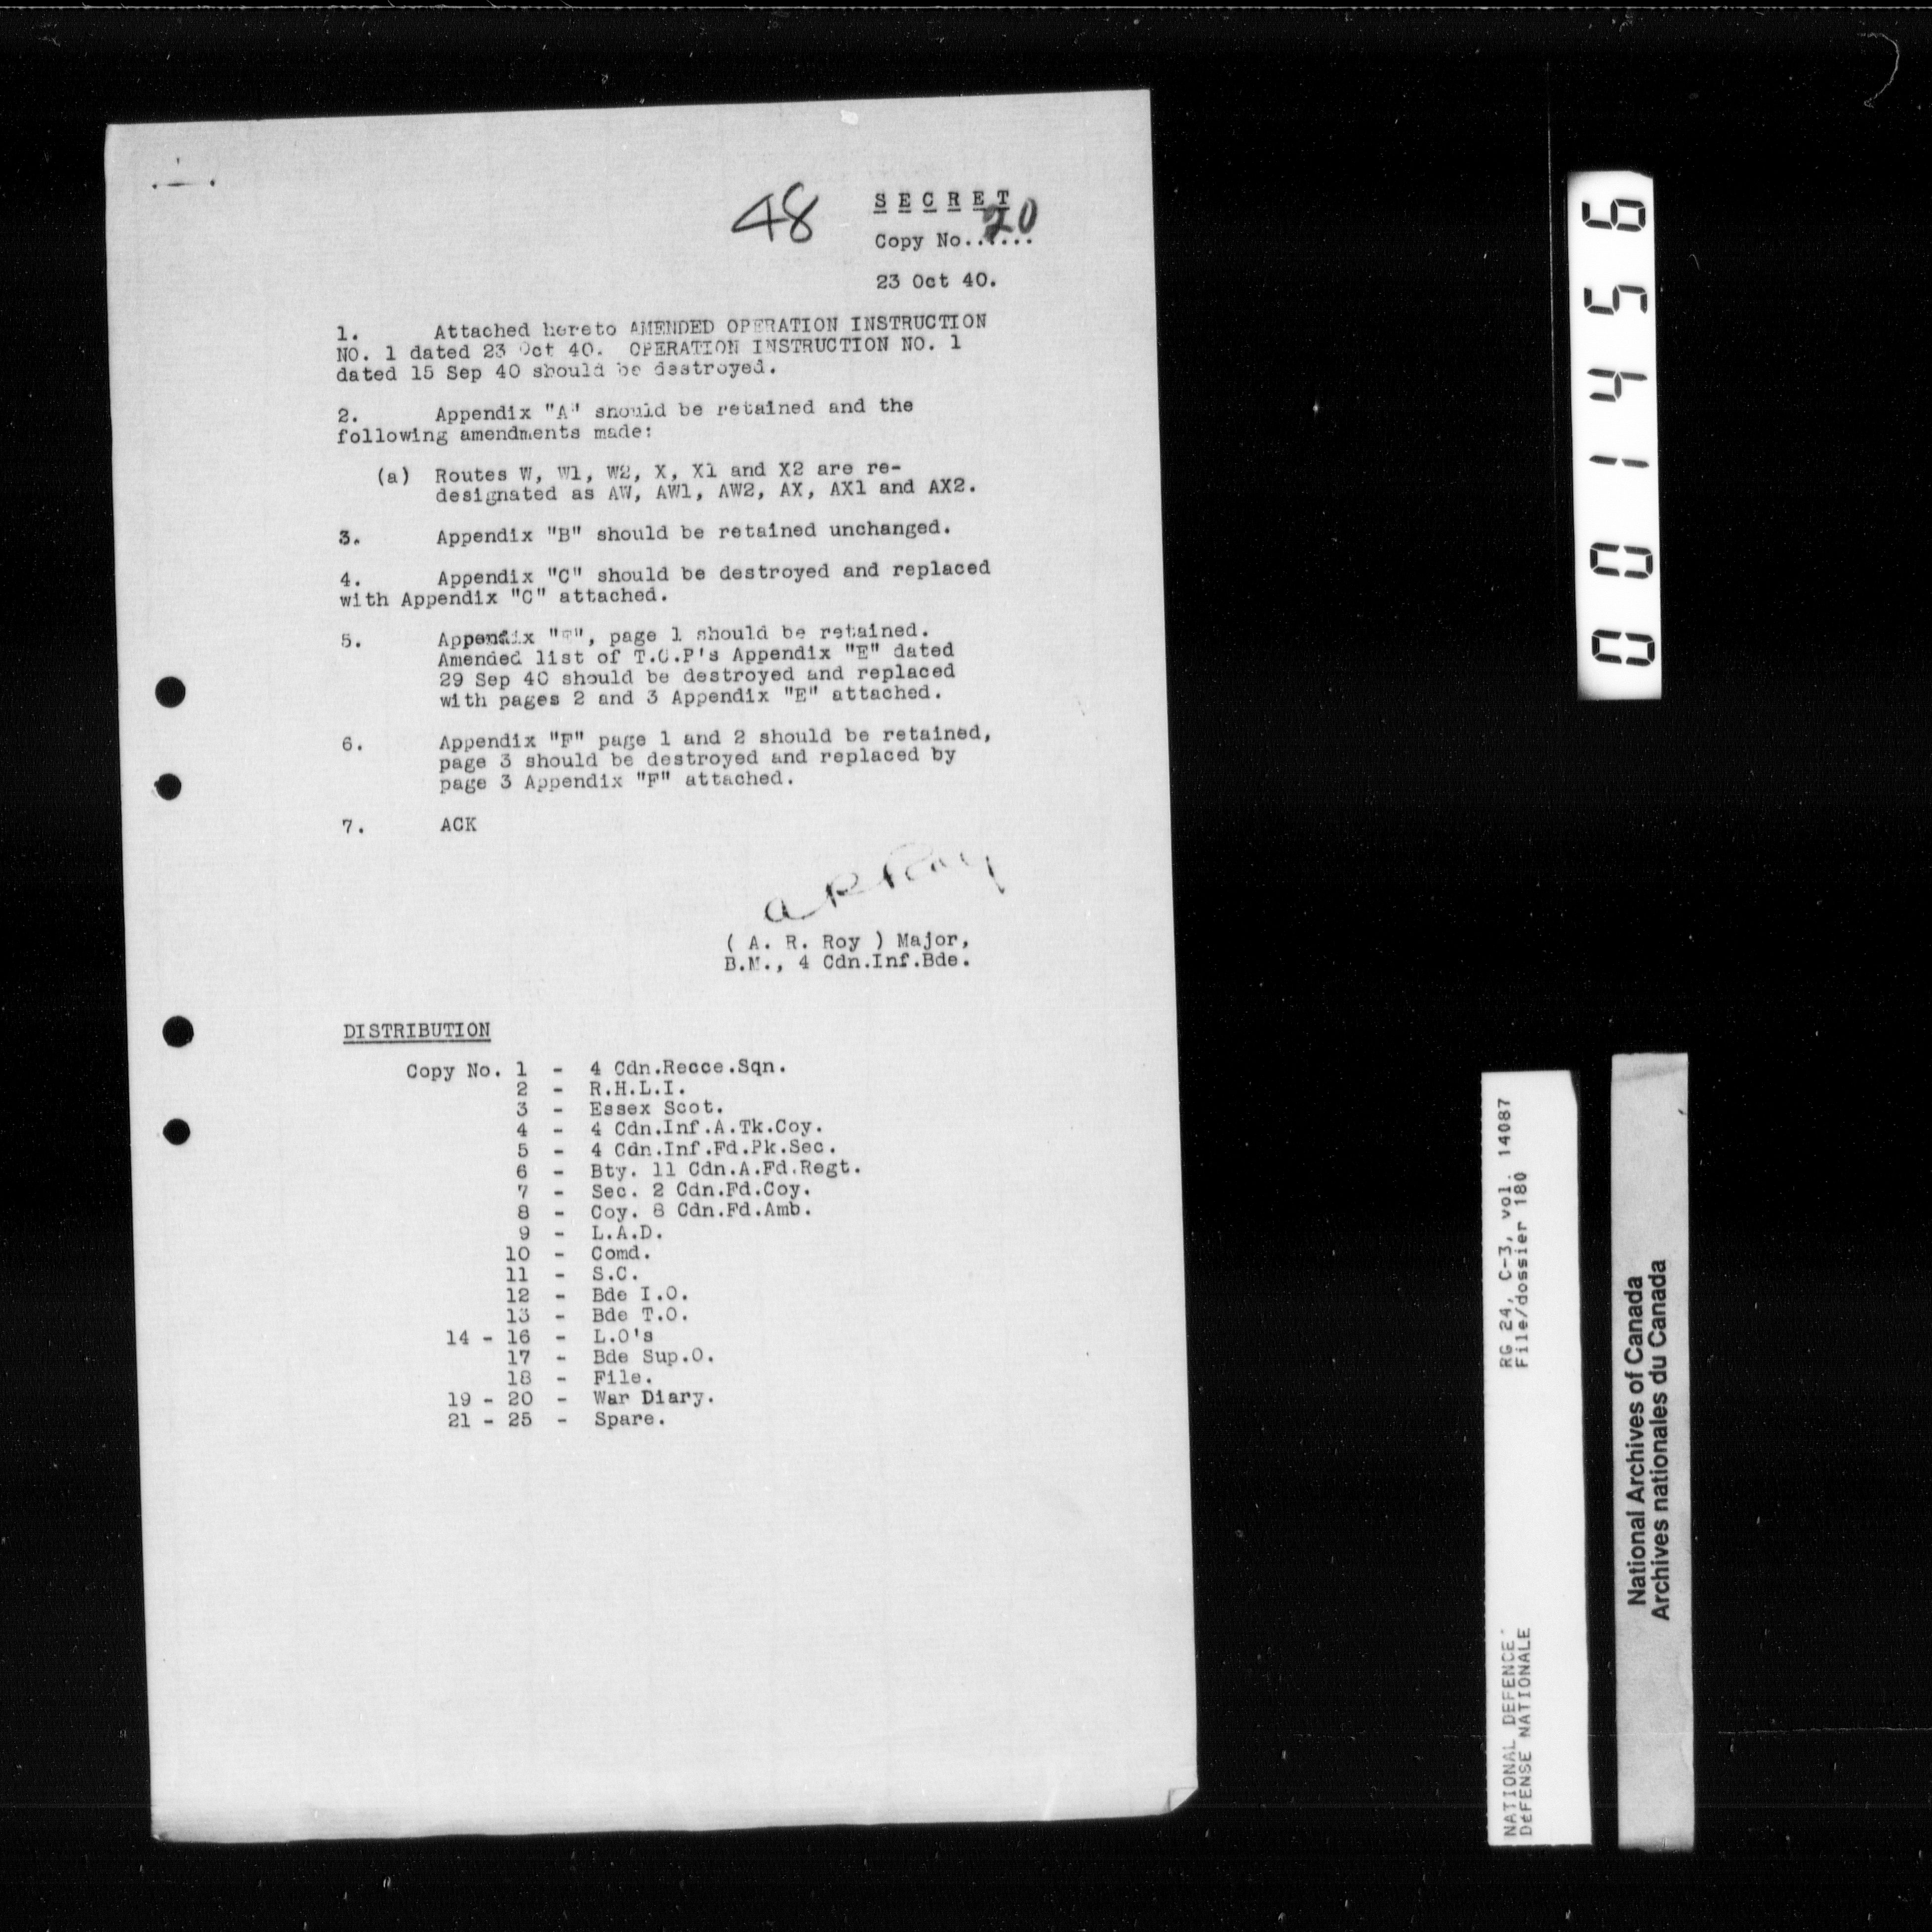 48
SECRET
Copy No...... 20
23 Oct 40.
1. Attached hereto AMENDED OPERATION INSTRUCTION
NO. 1 dated 23 Oct 40. OPERATION INSTRUCTION NO. 1
dated 15 Sep 40 should be destroyed.
2. Appendix "A" should be retained and the
following amendments made:
(a) Routes W, W1, W2, X, X1 and X2 are re-
designated as AW, AW1, AW2, AX, AX1 and AX2.
3. Appendix "B" should be retained unchanged.
4. Appendix "C" should be destroyed and replaced
with Appendix "C" attached.
5. Appendix "E", page 1 should be retained.
Amended list of T.C.P's Appendix "E" dated
29 Sep 40 should be destroyed and replaced
with pages 2 and 3 Appendix "E" attached.
6. Appendix "F" page 1 and 2 should be retained,
page 3 should be destroyed and replaced by
page 3 Appendix "F" attached.
7. ACK
A R Roy
( A. R. Roy ) Major,
B.M., 4 Cdn.Inf.Bde.
DISTRIBUTION
Copy No. 1 - 4 Cdn.Recce.Sqn.
2 - R.H.L.I.
3 - Essex Scot.
4 - 4 Cdn.Inf.A.Tk.Coy.
5 - 4 Cdn.Inf.Fd.Pk.Sec.
6 - Bty. 11 Cdn.A.Fd.Regt.
7 - Sec. 2 Cdn.Fd.Coy.
8 - Coy. 8 Cdn.Fd.Amb.
9 - L.A.D.
10 - Comd.
11 - S.C.
12 - Bde I.O.
13 - Bde T.O.
14 - 16 - L.O's
17 - Bde Sup.O.
18 - File.
19 - 20 - War Diary.
21 - 25 - Spare.
001456
NATIONAL DEFENCE RG 24, C-3, vol. 14087
DéFENSE NATIONALE File/dossier 180
National Archives of Canada
Archives nationales du Canada